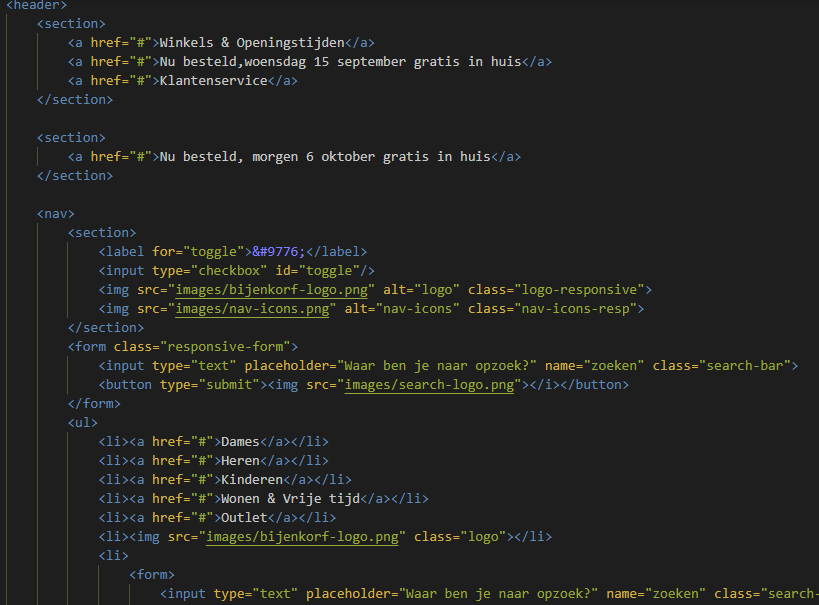 <header>
<section>
<a href="#">Winkels & Openingstijden</a>
<a href="#">Nu besteld,woensdag 15 september gratis in huis</a>
<a href="#">Klantenservice</a>
</section>
<section>
<a href="#">Nu besteld, morgen 6 oktober gratis in huis</a>
</section>
<nav>
<section>
<label for="toggle">&#9776;</label>
<input type="checkbox" id="toggle"/>
<img src="images/bijenkorf-logo.png" alt="logo" class="logo-responsive">
<img src="images/nav-icons.png" alt="nav-icons" class="nav-icons-resp">
</section>
<form class="responsive-form">
<input type="text" placeholder="Waar ben je naar opzoek?" name="zoeken" class="search-bar">
<button type="submit"><img src="images/search-logo.png"></i></button>
</form>
<ul>
<li><a href="#">Dames</a></li>
<li><a href="#">Heren</a></li>
<li><a href="#">Kinderen</a></li>
<li><a href="#">Wonen & Vrije tijd</a></li>
<li><a href="#">Outlet</a></li>
<li><img src="images/bijenkorf-logo.png" class="logo"></li>
<li>
<form>
<input type="text" placeholder="Waar ben je naar opzoek?" name="zoeken" class="search-